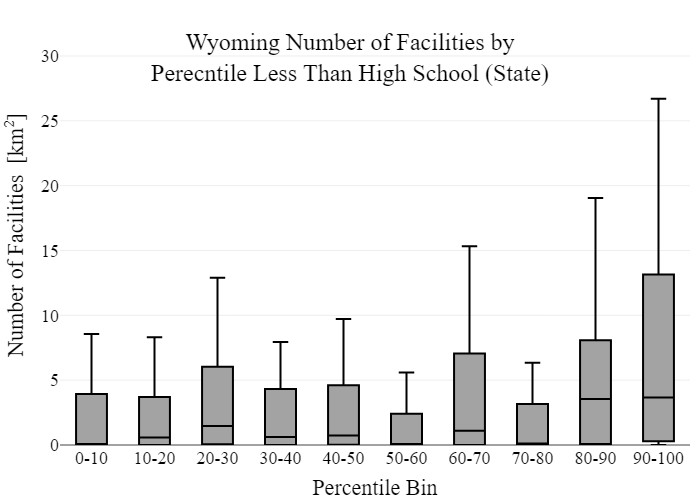 Wyoming Number of Facilities by
Perecntile Less Than High School (State)
Number of Facilities [km²]
30
25
20
15
10
5
0
0-10 10-20 20-30 30-40 40-50 50-60 60-70 70-80 80-90 90-100
Percentile Bin